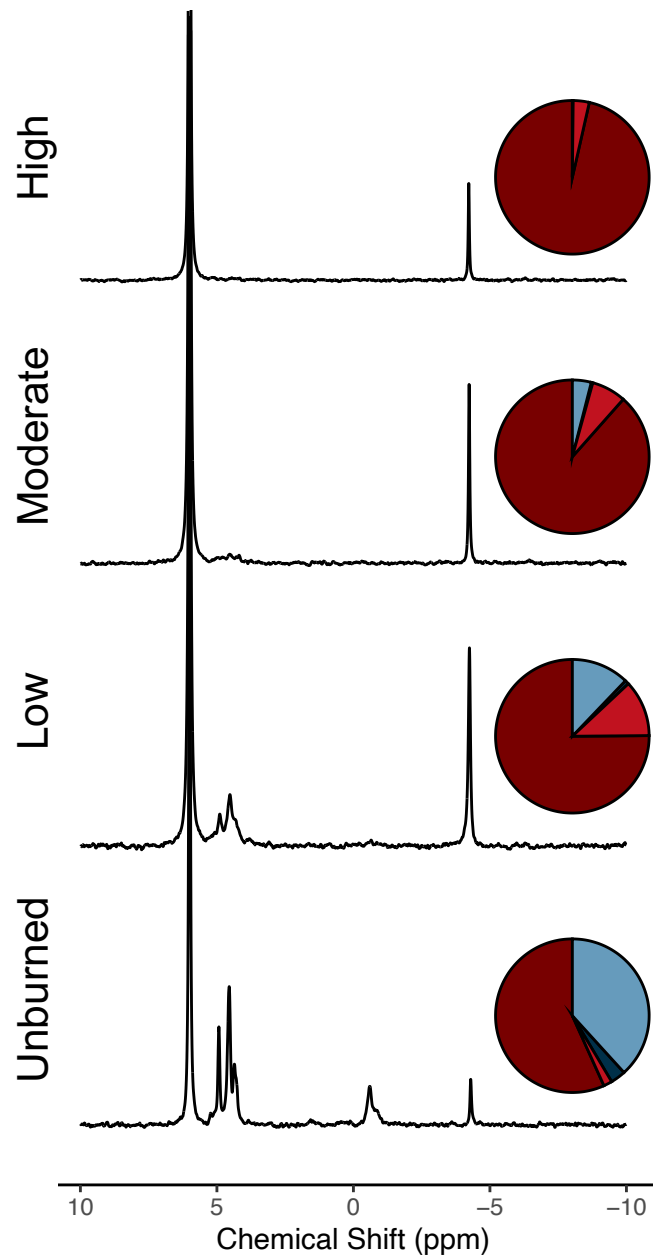 High
Moderate
Low
Unburned
10 5 0 −5 −10
Chemical Shift (ppm)